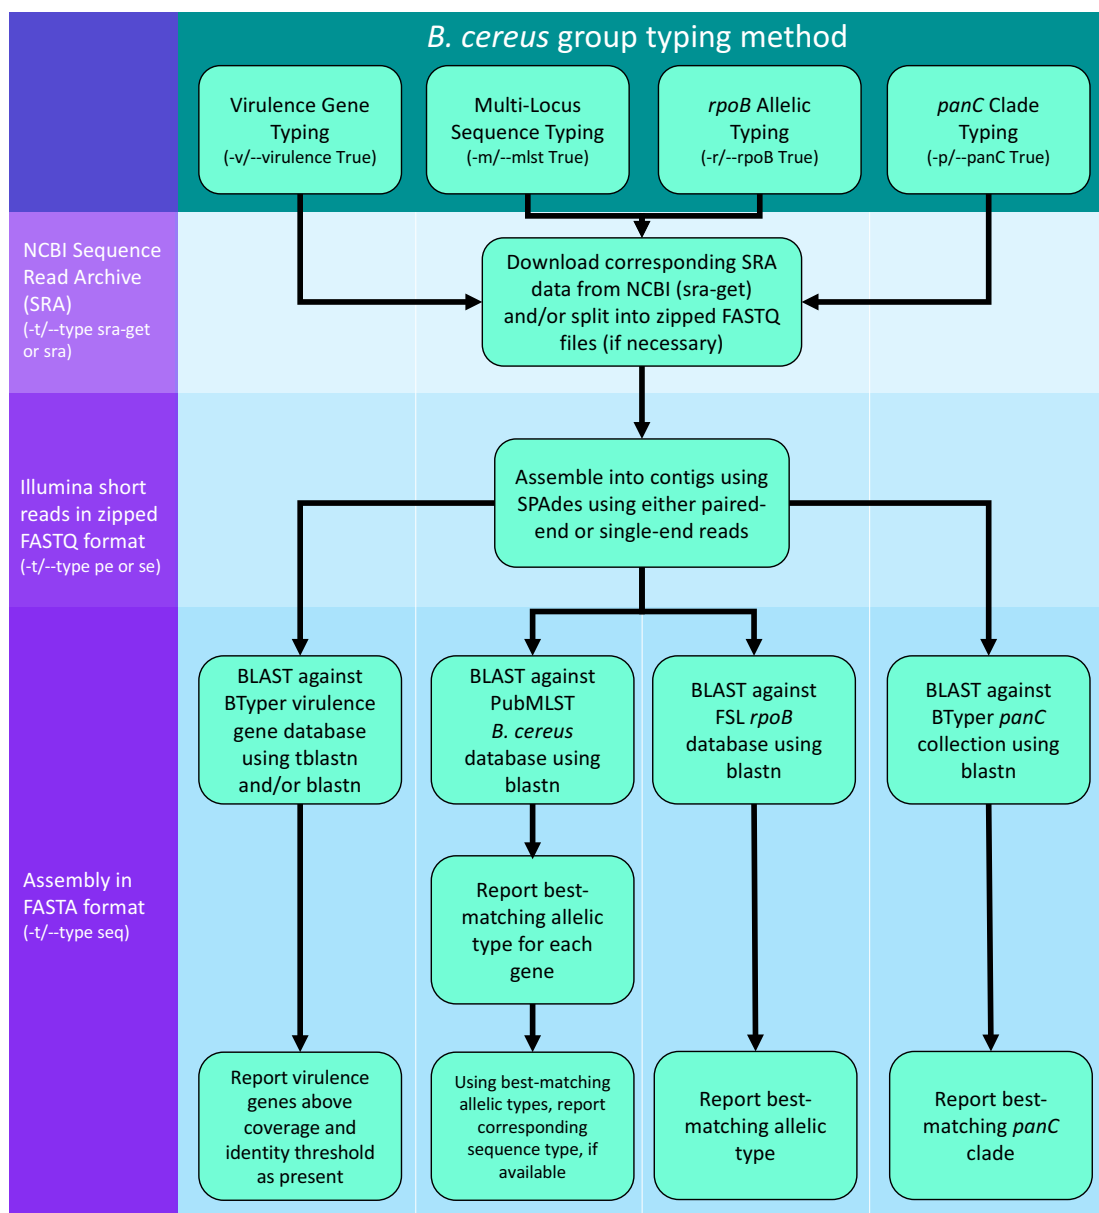 B. cereus group typing method
Virulence Gene
Typing
(-v/--virulence True)
Multi-Locus
Sequence Typing
(-m/--mlst True)
rpoB Allelic
Typing
(-r/--rpoB True)
panC Clade
Typing
(-p/--panC True)
NCBI Sequence
Read Archive
(SRA)
(-t/--type sra-get
or sra)
Download corresponding SRA
data from NCBI (sra-get)
and/or split into zipped FASTQ
files (if necessary)
Illumina short
reads in zipped
FASTQ format
(-t/--type pe or se)
Assemble into contigs using
SPAdes using either paired-
end or single-end reads
Assembly in
FASTA format
(-t/--type seq)
BLAST against
BTyper virulence
gene database
using tblastn
and/or blastn
BLAST against
PubMLST
B. cereus
database using
blastn
BLAST against
FSL rpoB
database using
blastn
BLAST against
BTyper panC
collection using
blastn
Report best-
matching allelic
type for each
gene
Report virulence
genes above
coverage and
identity threshold
as present
Using best-matching
allelic types, report
corresponding
sequence type, if
available
Report best-
matching allelic
type
Report best-
matching panC
clade